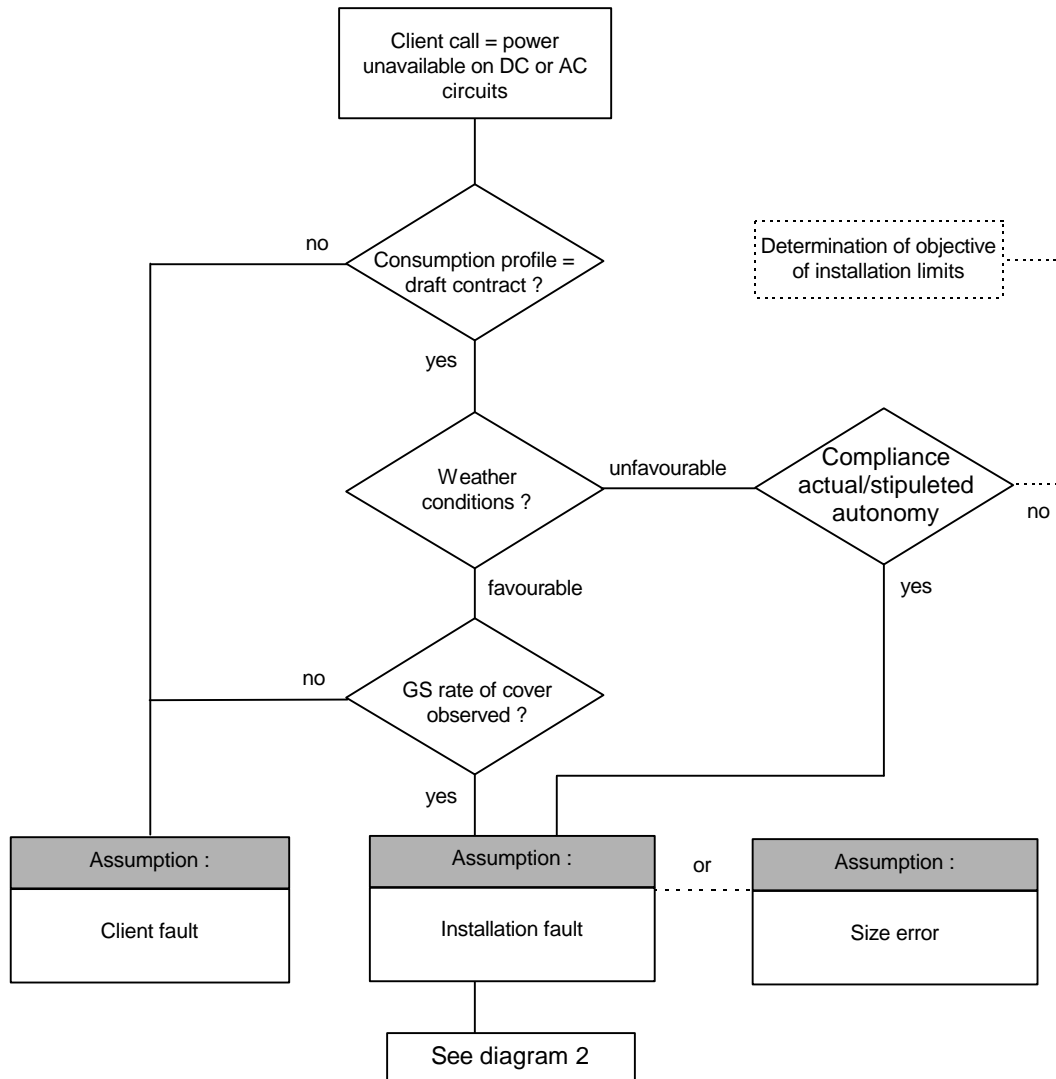 Client call = power
unavailable on DC or AC
circuits
no
Consumption profile =
draft contract ?
Determination of objective
of installation limits
yes
Weather
conditions ?
unfavourable
Compliance
actual/stipuleted
autonomy
no
favourable
yes
no
GS rate of cover
observed ?
yes
Assumption :
Client fault
Assumption :
Installation fault
or
Assumption :
Size error
See diagram 2